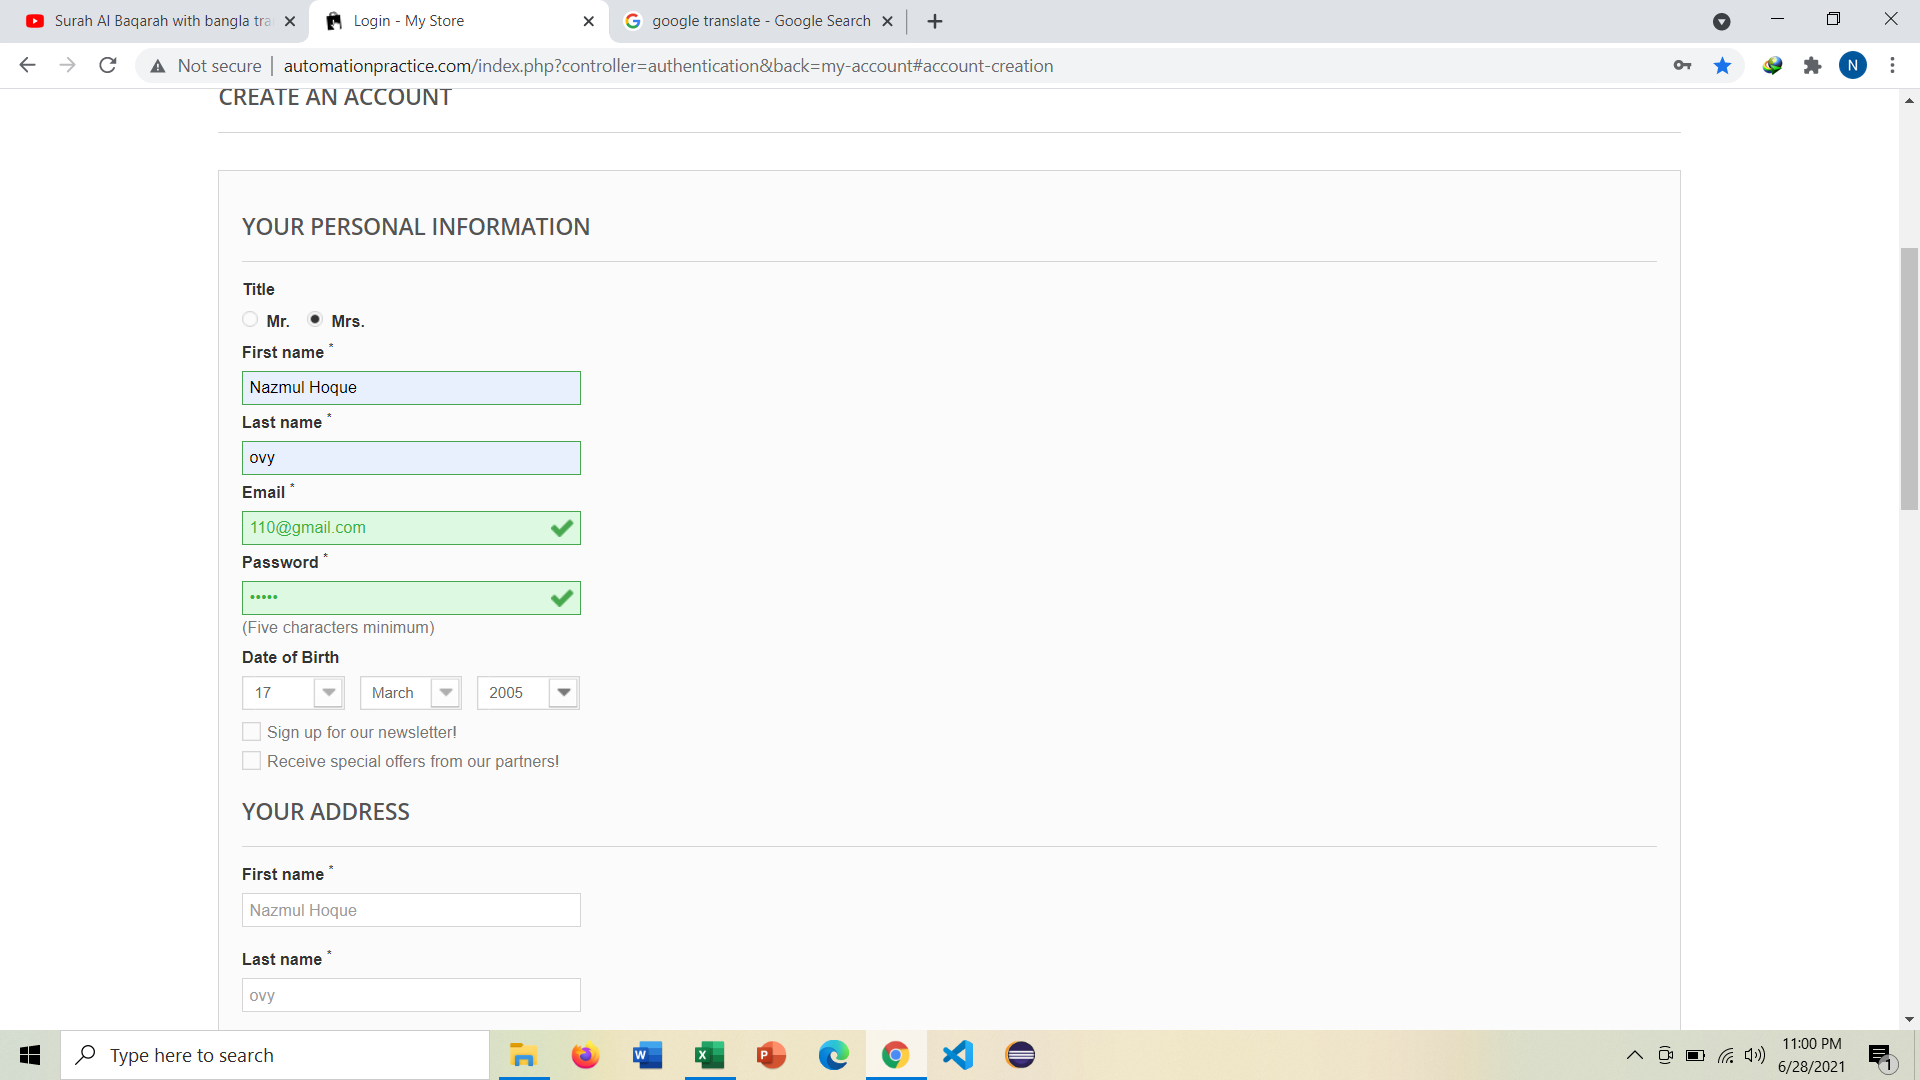 Surah Al Baqarah with bangla tra
Login - My Store
google translate - Google Search
Not secure
automationpractice.com/index.php?controller=authentication&back=my-account#account-creation
N
CREATE AN ACCOUNT
YOUR PERSONAL INFORMATION
Title
Mr. Mrs.
First name *
Nazmul Hoque
Last name *
ovy
Email *
110@gmail.com
Password *
•••••
(Five characters minimum)
Date of Birth
17 March 2005
Sign up for our newsletter!
Receive special offers from our partners!
YOUR ADDRESS
First name *
Nazmul Hoque
Last name *
ovy
Type here to search
11:00 PM
6/28/2021
1